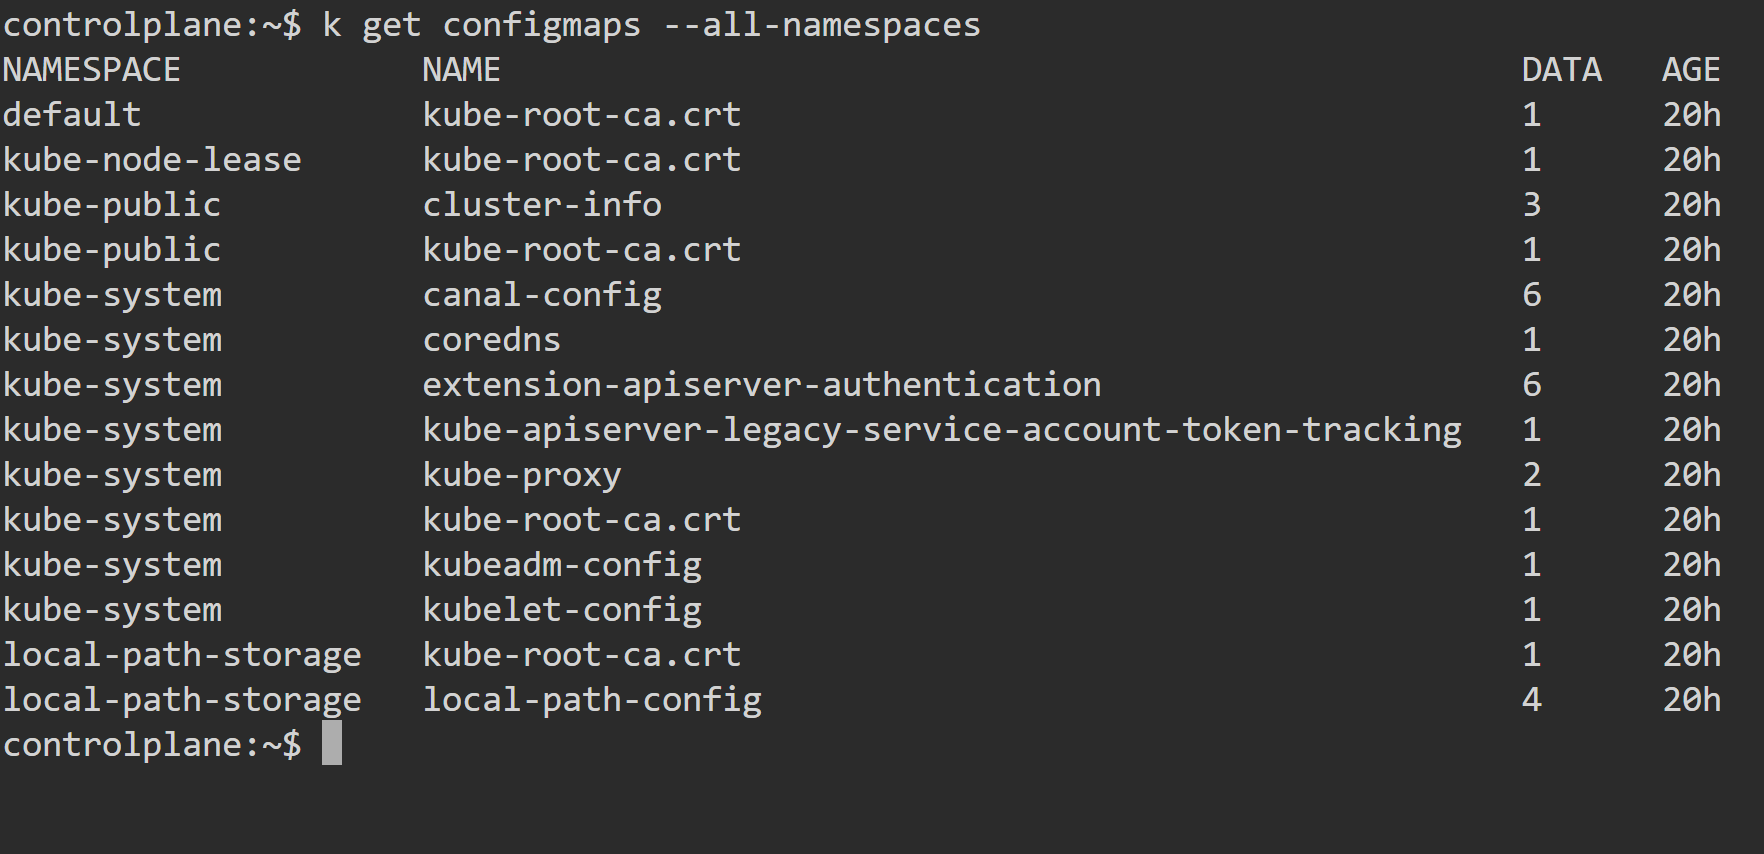 controlplane:~$ k get configmaps --all-namespaces
NAMESPACE            NAME                                                   DATA   AGE
default              kube-root-ca.crt                                       1      20h
kube-node-lease      kube-root-ca.crt                                       1      20h
kube-public          cluster-info                                           3      20h
kube-public          kube-root-ca.crt                                       1      20h
kube-system          canal-config                                           6      20h
kube-system          coredns                                                1      20h
kube-system          extension-apiserver-authentication                     6      20h
kube-system          kube-apiserver-legacy-service-account-token-tracking   1      20h
kube-system          kube-proxy                                             2      20h
kube-system          kube-root-ca.crt                                       1      20h
kube-system          kubeadm-config                                         1      20h
kube-system          kubelet-config                                         1      20h
local-path-storage   kube-root-ca.crt                                       1      20h
local-path-storage   local-path-config                                      4      20h
controlplane:~$